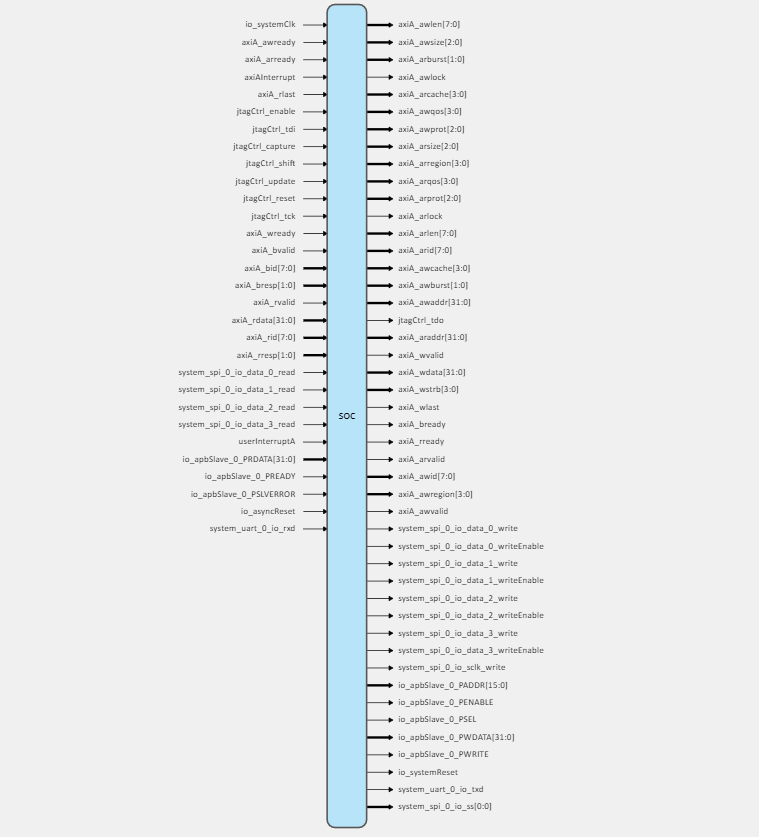 io_systemClk
axiA_awready
axiA_arready
axiAInterrupt
axiA_rlast
jtagCtrl_enable
jtagCtrl_tdi
jtagCtrl_capture
jtagCtrl_shift
jtagCtrl_update
jtagCtrl_reset
jtagCtrl_tck
axiA_wready
axiA_bvalid
axiA_bid[7:0]
axiA_bresp[1:0]
axiA_rvalid
axiA_rdata[31:0]
axiA_rid[7:0]
axiA_rresp[1:0]
system_spi_0_io_data_0_read
system_spi_0_io_data_1_read
system_spi_0_io_data_2_read
system_spi_0_io_data_3_read
userInterruptA
io_apbSlave_0_PRDATA[31:0]
io_apbSlave_0_PREADY
io_apbSlave_0_PSLVERROR
io_asyncReset
system_uart_0_io_rxd
SOC
axiA_awlen[7:0]
axiA_awsize[2:0]
axiA_arburst[1:0]
axiA_awlock
axiA_arcache[3:0]
axiA_awqos[3:0]
axiA_awprot[2:0]
axiA_arsize[2:0]
axiA_arregion[3:0]
axiA_arqos[3:0]
axiA_arprot[2:0]
axiA_arlock
axiA_arlen[7:0]
axiA_arid[7:0]
axiA_awcache[3:0]
axiA_awburst[1:0]
axiA_awaddr[31:0]
jtagCtrl_tdo
axiA_araddr[31:0]
axiA_wvalid
axiA_wdata[31:0]
axiA_wstrb[3:0]
axiA_wlast
axiA_bready
axiA_rready
axiA_arvalid
axiA_awid[7:0]
axiA_awregion[3:0]
axiA_awvalid
system_spi_0_io_data_0_write
system_spi_0_io_data_0_writeEnable
system_spi_0_io_data_1_write
system_spi_0_io_data_1_writeEnable
system_spi_0_io_data_2_write
system_spi_0_io_data_2_writeEnable
system_spi_0_io_data_3_write
system_spi_0_io_data_3_writeEnable
system_spi_0_io_sclk_write
io_apbSlave_0_PADDR[15:0]
io_apbSlave_0_PENABLE
io_apbSlave_0_PSEL
io_apbSlave_0_PWDATA[31:0]
io_apbSlave_0_PWRITE
io_systemReset
system_uart_0_io_txd
system_spi_0_io_ss[0:0]